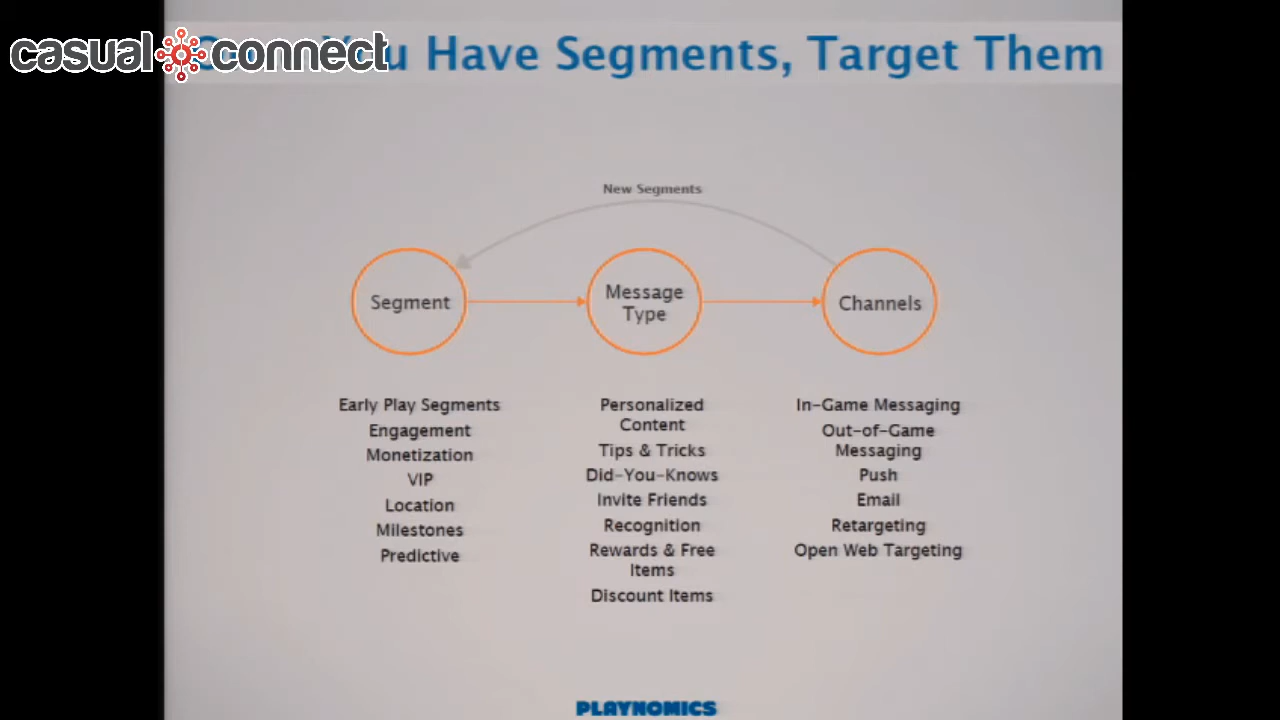 casual connect
You Have Segments, Target Them
New Segments
Segment
Message
Type
Channels
Early Play Segments
Engagement
Monetization
VIP
Location
Milestones
Predictive
Personalized
Content
Tips & Tricks
Did-You-Knows
Invite Friends
Recognition
Rewards & Free
Items
Discount Items
In-Game Messaging
Out-of-Game
Messaging
Push
Email
Retargeting
Open Web Targeting
PLAYNOMICS